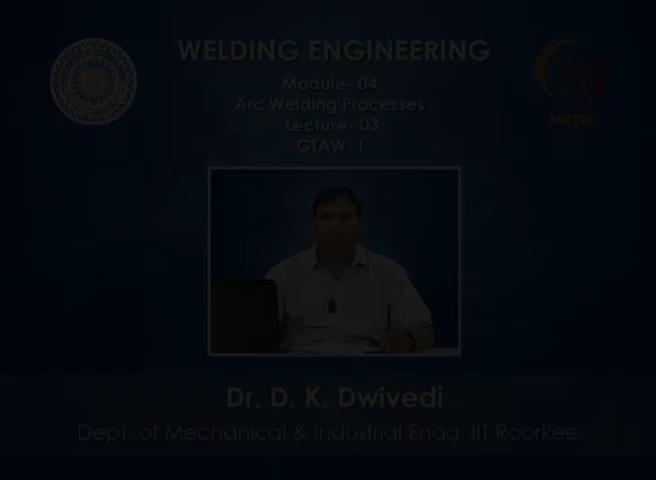 WELDING ENGINEERING
Module- 04
Arc Welding Processes
Lecture- 03
GTAW- I
NPTEL
Dr. D. K. Dwivedi
Dept. of Mechanical & Industrial Engg. IIT Roorkee